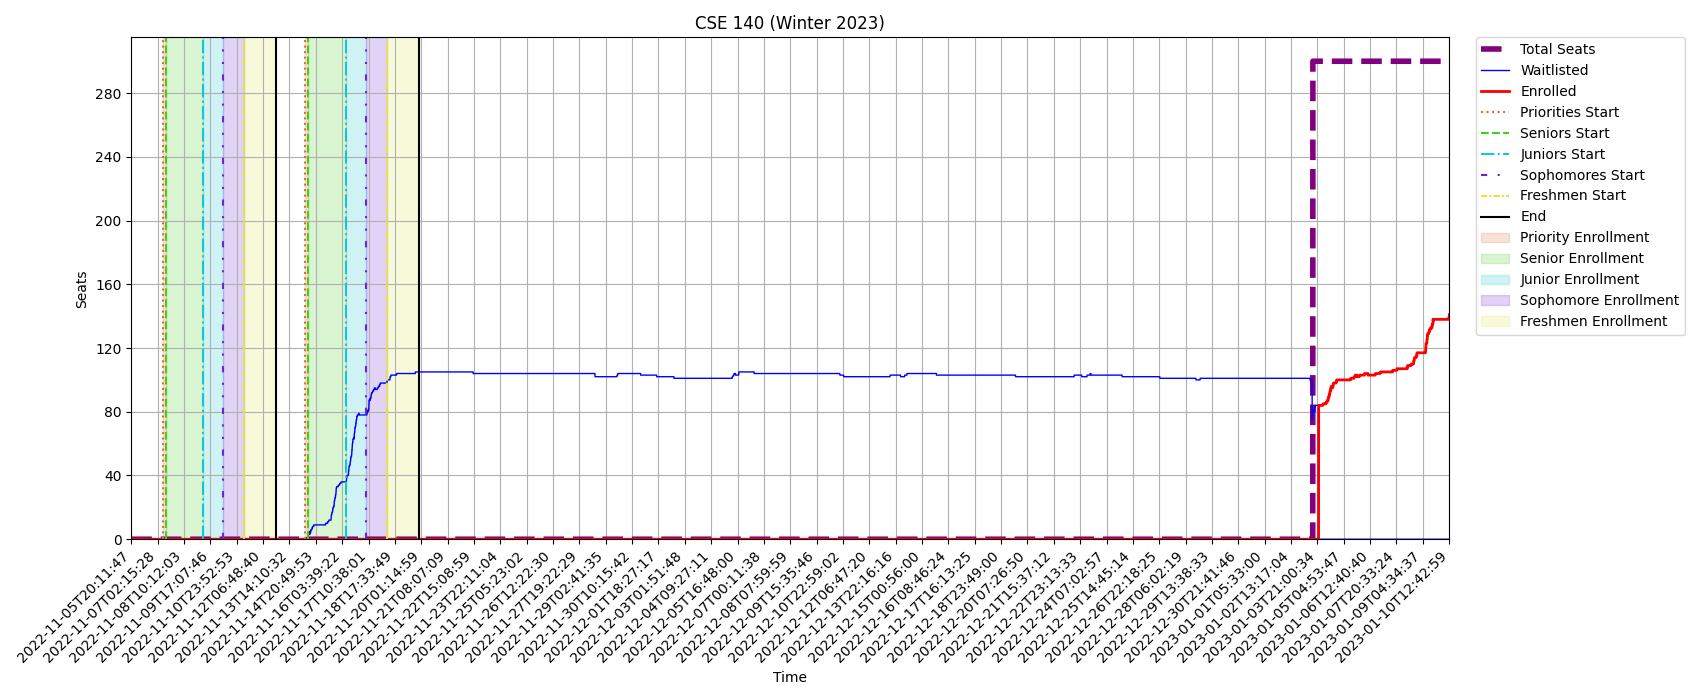 CSE 140 (Winter 2023)
Seats
280
240
200
160
120
80
40
0
2022-11-05T20:11:47
2022-11-07T02:15:28
2022-11-08T10:12:03
2022-11-09T17:07:46
2022-11-10T23:52:53
2022-11-12T06:48:40
2022-11-13T14:10:32
2022-11-14T20:49:53
2022-11-16T03:39:22
2022-11-17T10:38:01
2022-11-18T17:33:49
2022-11-20T01:14:59
2022-11-21T08:07:09
2022-11-22T15:08:59
2022-11-23T22:11:04
2022-11-25T05:23:02
2022-11-26T12:22:30
2022-11-27T19:22:29
2022-11-29T02:41:35
2022-11-30T10:15:42
2022-12-01T18:27:17
2022-12-03T01:51:48
2022-12-04T09:27:11
2022-12-05T16:48:00
2022-12-07T00:11:38
2022-12-08T07:59:59
2022-12-09T15:35:46
2022-12-10T22:59:02
2022-12-12T06:47:20
2022-12-13T22:16:16
2022-12-15T00:56:00
2022-12-16T08:46:24
2022-12-17T16:13:25
2022-12-18T23:49:00
2022-12-20T07:26:50
2022-12-21T15:37:12
2022-12-22T23:13:33
2022-12-24T07:02:57
2022-12-25T14:45:14
2022-12-26T22:18:25
2022-12-28T06:02:19
2022-12-29T13:38:33
2022-12-30T21:41:46
2023-01-01T05:33:00
2023-01-02T13:17:04
2023-01-03T21:00:34
2023-01-05T04:53:47
2023-01-06T12:40:40
2023-01-07T20:33:24
2023-01-09T04:34:37
2023-01-10T12:42:59
Time
Total Seats
Waitlisted
Enrolled
Priorities Start
Seniors Start
Juniors Start
Sophomores Start
Freshmen Start
End
Priority Enrollment
Senior Enrollment
Junior Enrollment
Sophomore Enrollment
Freshmen Enrollment